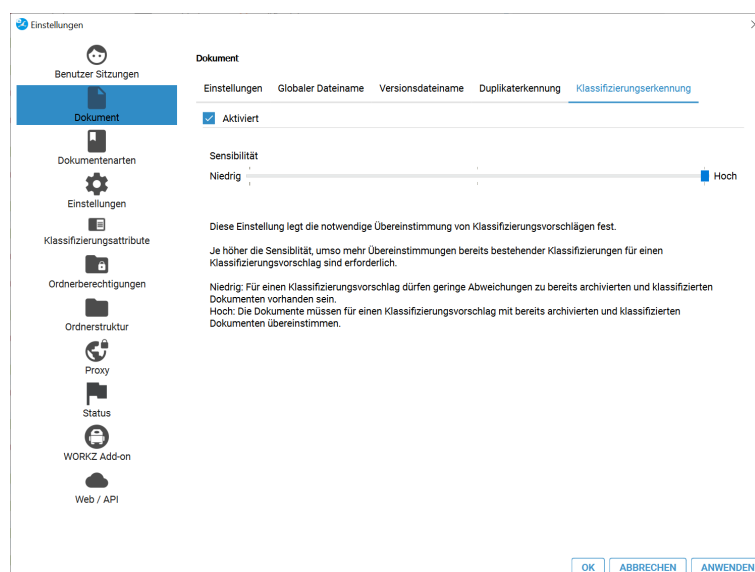 Einstellungen
Benutzer Sitzungen
Dokument
Dokumentenarten
Einstellungen
Klassifizierungsattribute
Ordnerberechtigungen
Ordnerstruktur
Proxy
Status
WORKZ Add-on
Web / API
Dokument
Einstellungen Globaler Dateiname Versionsdateiname Duplikaterkennung Klassifizierungserkennung
Aktiviert
Sensibilität
Niedrig Hoch
Diese Einstellung legt die notwendige Übereinstimmung von Klassifizierungsvorschlägen fest.
Je höher die Sensiblität, umso mehr Übereinstimmungen bereits bestehender Klassifizierungen für einen
Klassifizierungsvorschlag sind erforderlich.
Niedrig: Für einen Klassifizierungsvorschlag dürfen geringe Abweichungen zu bereits archivierten und klassifizierten
Dokumenten vorhanden sein.
Hoch: Die Dokumente müssen für einen Klassifizierungsvorschlag mit bereits archivierten und klassifizierten
Dokumenten übereinstimmen.
OK ABBRECHEN ANWENDEN